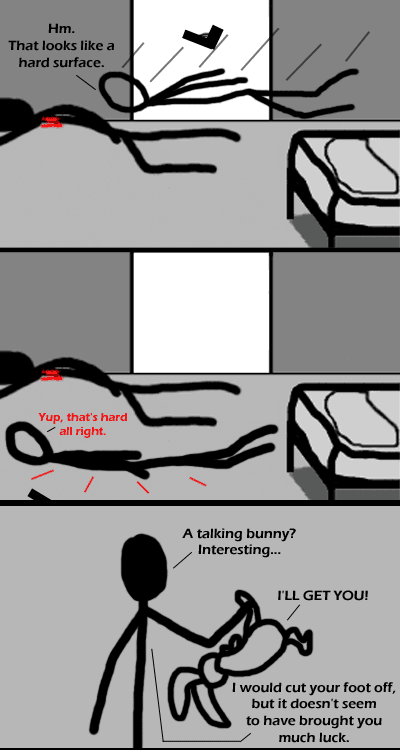 Hm.
That looks like a
hard surface.
Yup, that's hard
all right.
A talking bunny?
Interesting...
I'LL GET YOU!
I would cut your foot off,
but it doesn't seem
to have brought you
much luck.